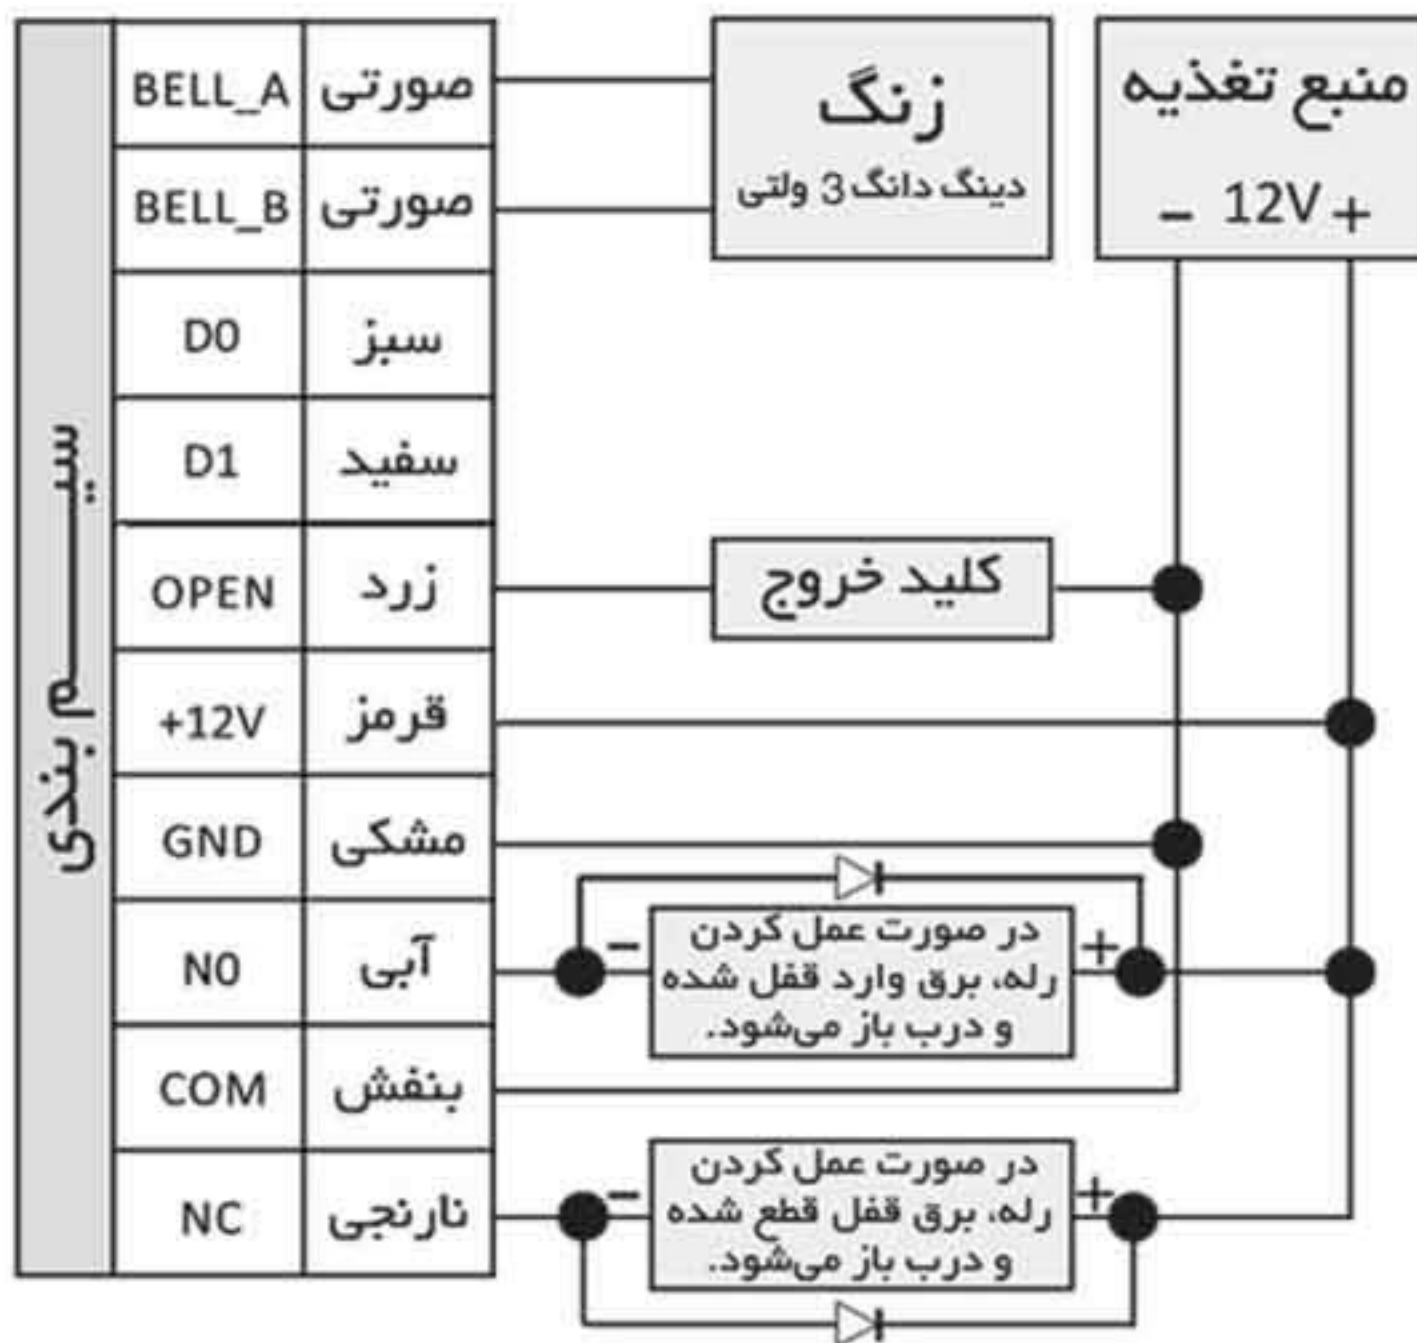 سیم بندی
BELL_A صورتی
BELL_B صورتی
D0 سبز
D1 سفید
OPEN زرد
+12V قرمز
GND مشکی
N0 آبی
COM بنفش
NC نارنجی
زنگ
دینگ دانگ 3 ولتی
منبع تغذیه
- 12V +
کلید خروج
-
در صورت عمل کردن
رله، برق وارد قفل شده
و درب باز می‌شود.
+
-
در صورت عمل کردن
رله، برق قفل قطع شده
و درب باز می‌شود.
+